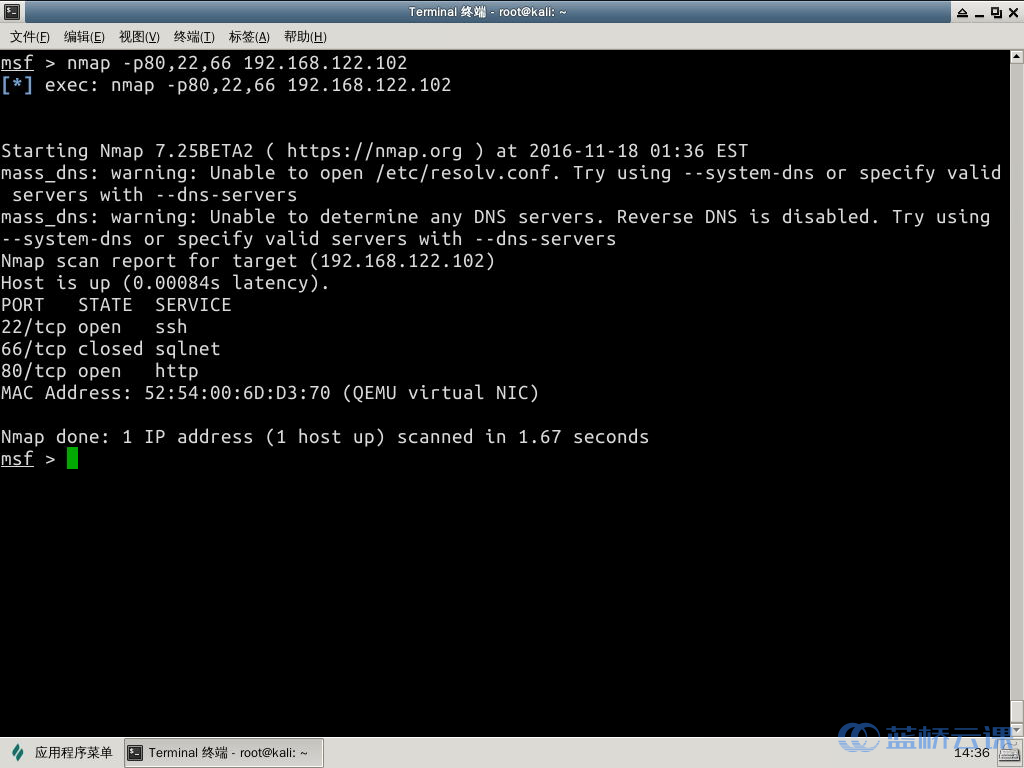 Terminal 终端 - root@kali: ~
文件(F) 编辑(E) 视图(V) 终端(T) 标签(A) 帮助(H)
msf > nmap -p80,22,66 192.168.122.102
[*] exec: nmap -p80,22,66 192.168.122.102
Starting Nmap 7.25BETA2 ( https://nmap.org ) at 2016-11-18 01:36 EST
mass_dns: warning: Unable to open /etc/resolv.conf. Try using --system-dns or specify valid
 servers with --dns-servers
mass_dns: warning: Unable to determine any DNS servers. Reverse DNS is disabled. Try using
--system-dns or specify valid servers with --dns-servers
Nmap scan report for target (192.168.122.102)
Host is up (0.00084s latency).
PORT   STATE  SERVICE
22/tcp open   ssh
66/tcp closed sqlnet
80/tcp open   http
MAC Address: 52:54:00:6D:D3:70 (QEMU virtual NIC)
Nmap done: 1 IP address (1 host up) scanned in 1.67 seconds
msf >
蓝桥云课
应用程序菜单 Terminal 终端 - root@kali: ~ 14:36